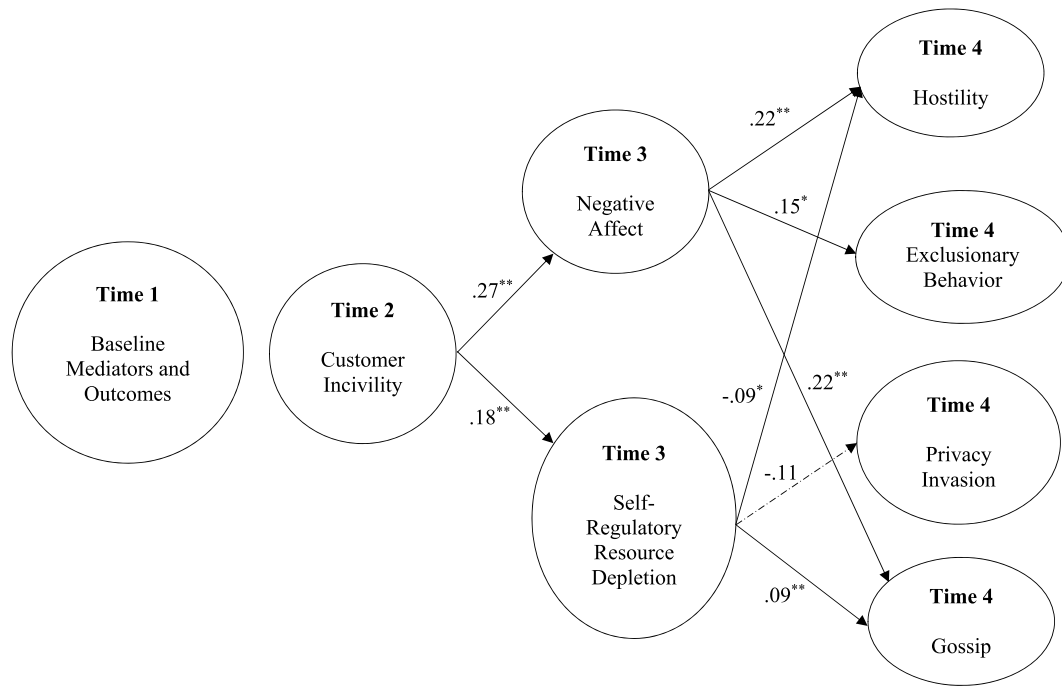 Time 1
Baseline
Mediators and
Outcomes
Time 2
Customer
Incivility
.27**
.18**
Time 3
Negative
Affect
Time 3
Self-
Regulatory
Resource
Depletion
.22**
.15*
-.09*
.22**
-.11
.09**
Time 4
Hostility
Time 4
Exclusionary
Behavior
Time 4
Privacy
Invasion
Time 4
Gossip